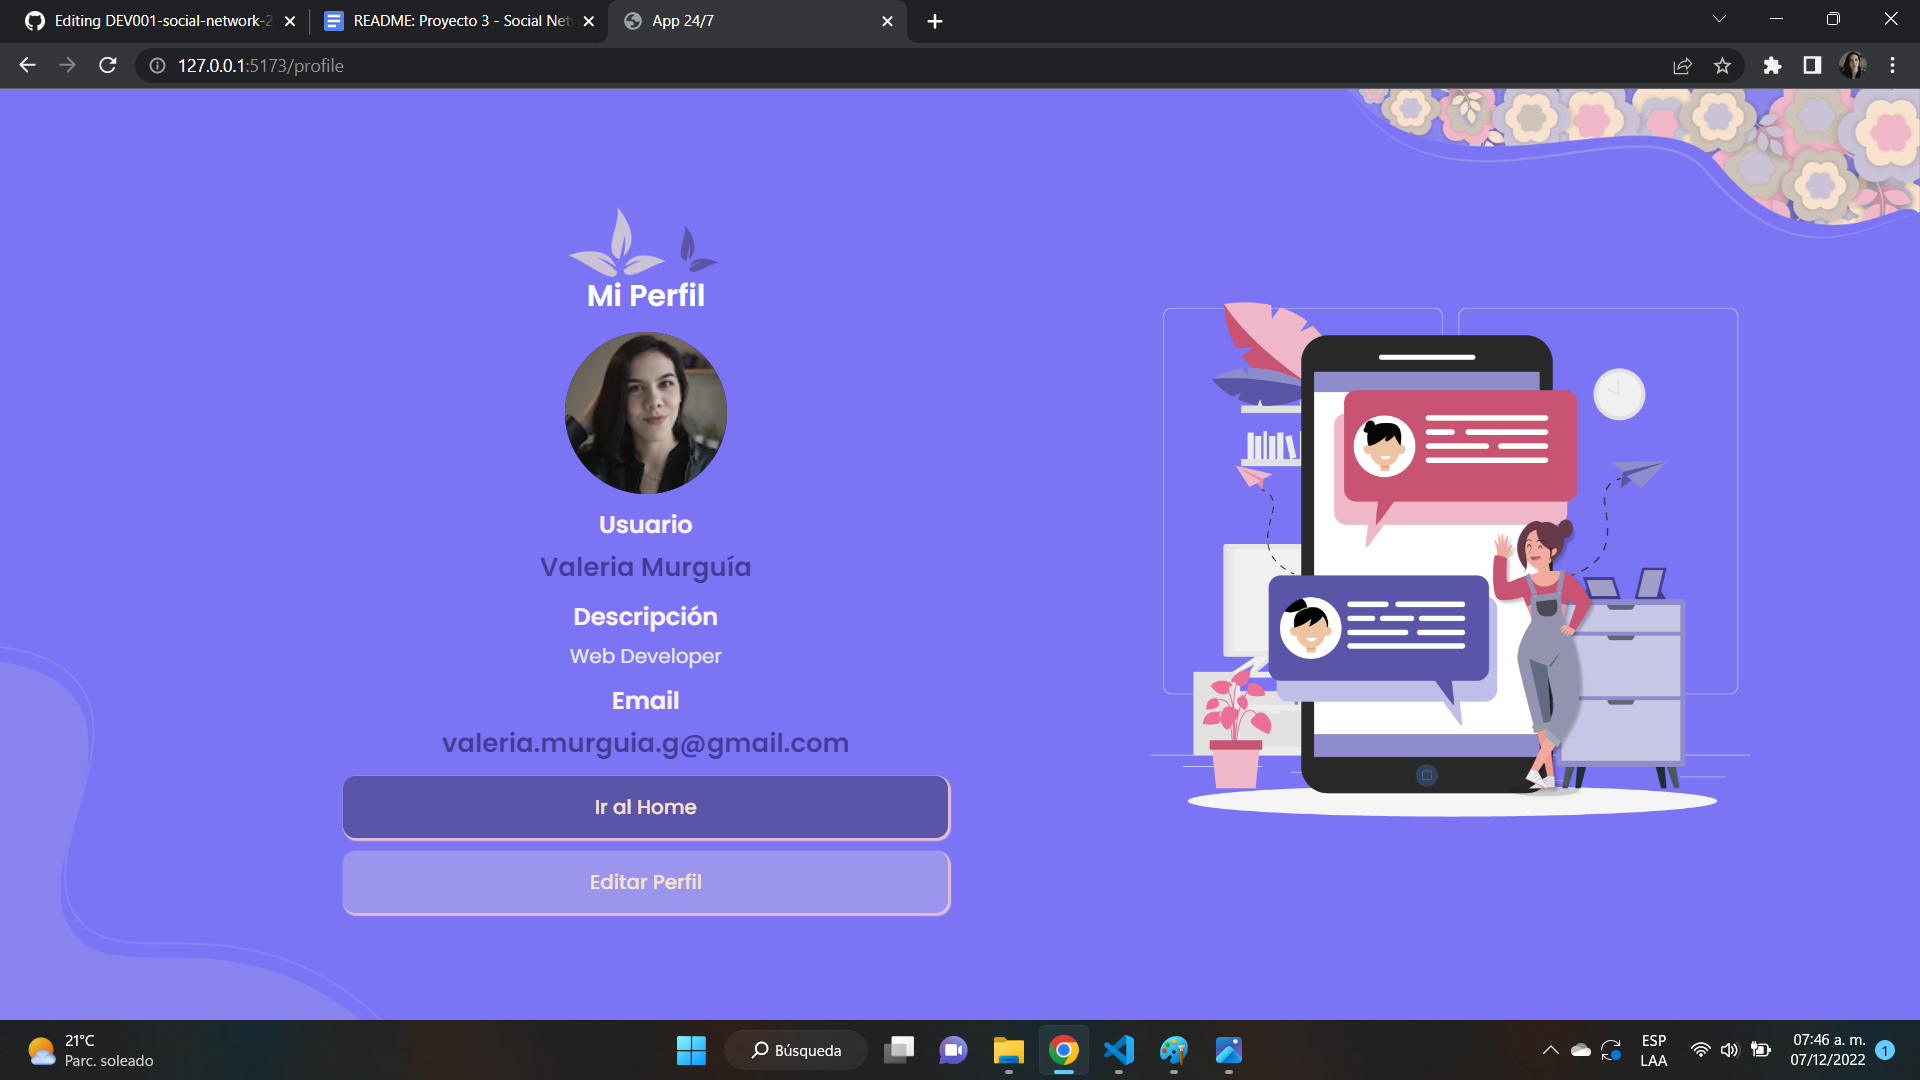 Editing DEV001-social-network-2
README: Proyecto 3 - Social Net
App 24/7
127.0.0.1:5173/profile
Mi Perfil
Usuario
Valeria Murguía
Descripción
Web Developer
Email
valeria.murguia.g@gmail.com
Ir al Home
Editar Perfil
21°C
Parc. soleado
Búsqueda
ESP
LAA
07:46 a. m.
07/12/2022
1